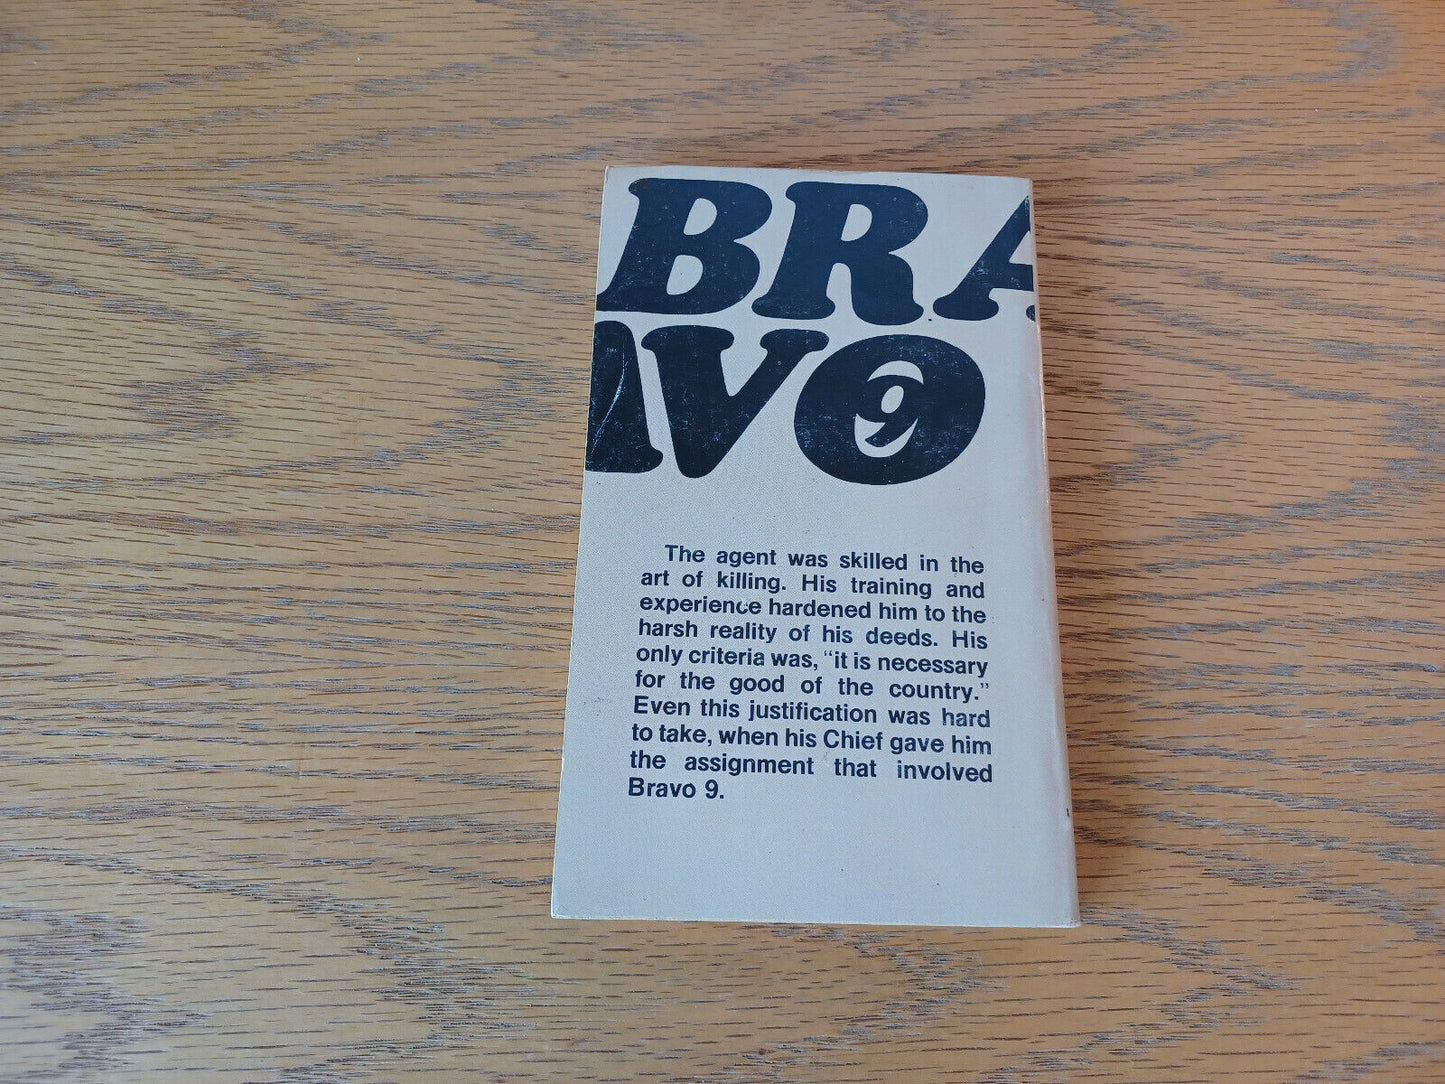 BRA
AVO
9
The agent was skilled in the
art of killing. His training and
experience hardened him to the
harsh reality of his deeds. His
only criteria was, "it is necessary
for the good of the country."
Even this justification was hard
to take, when his Chief gave him
the assignment that involved
Bravo 9.